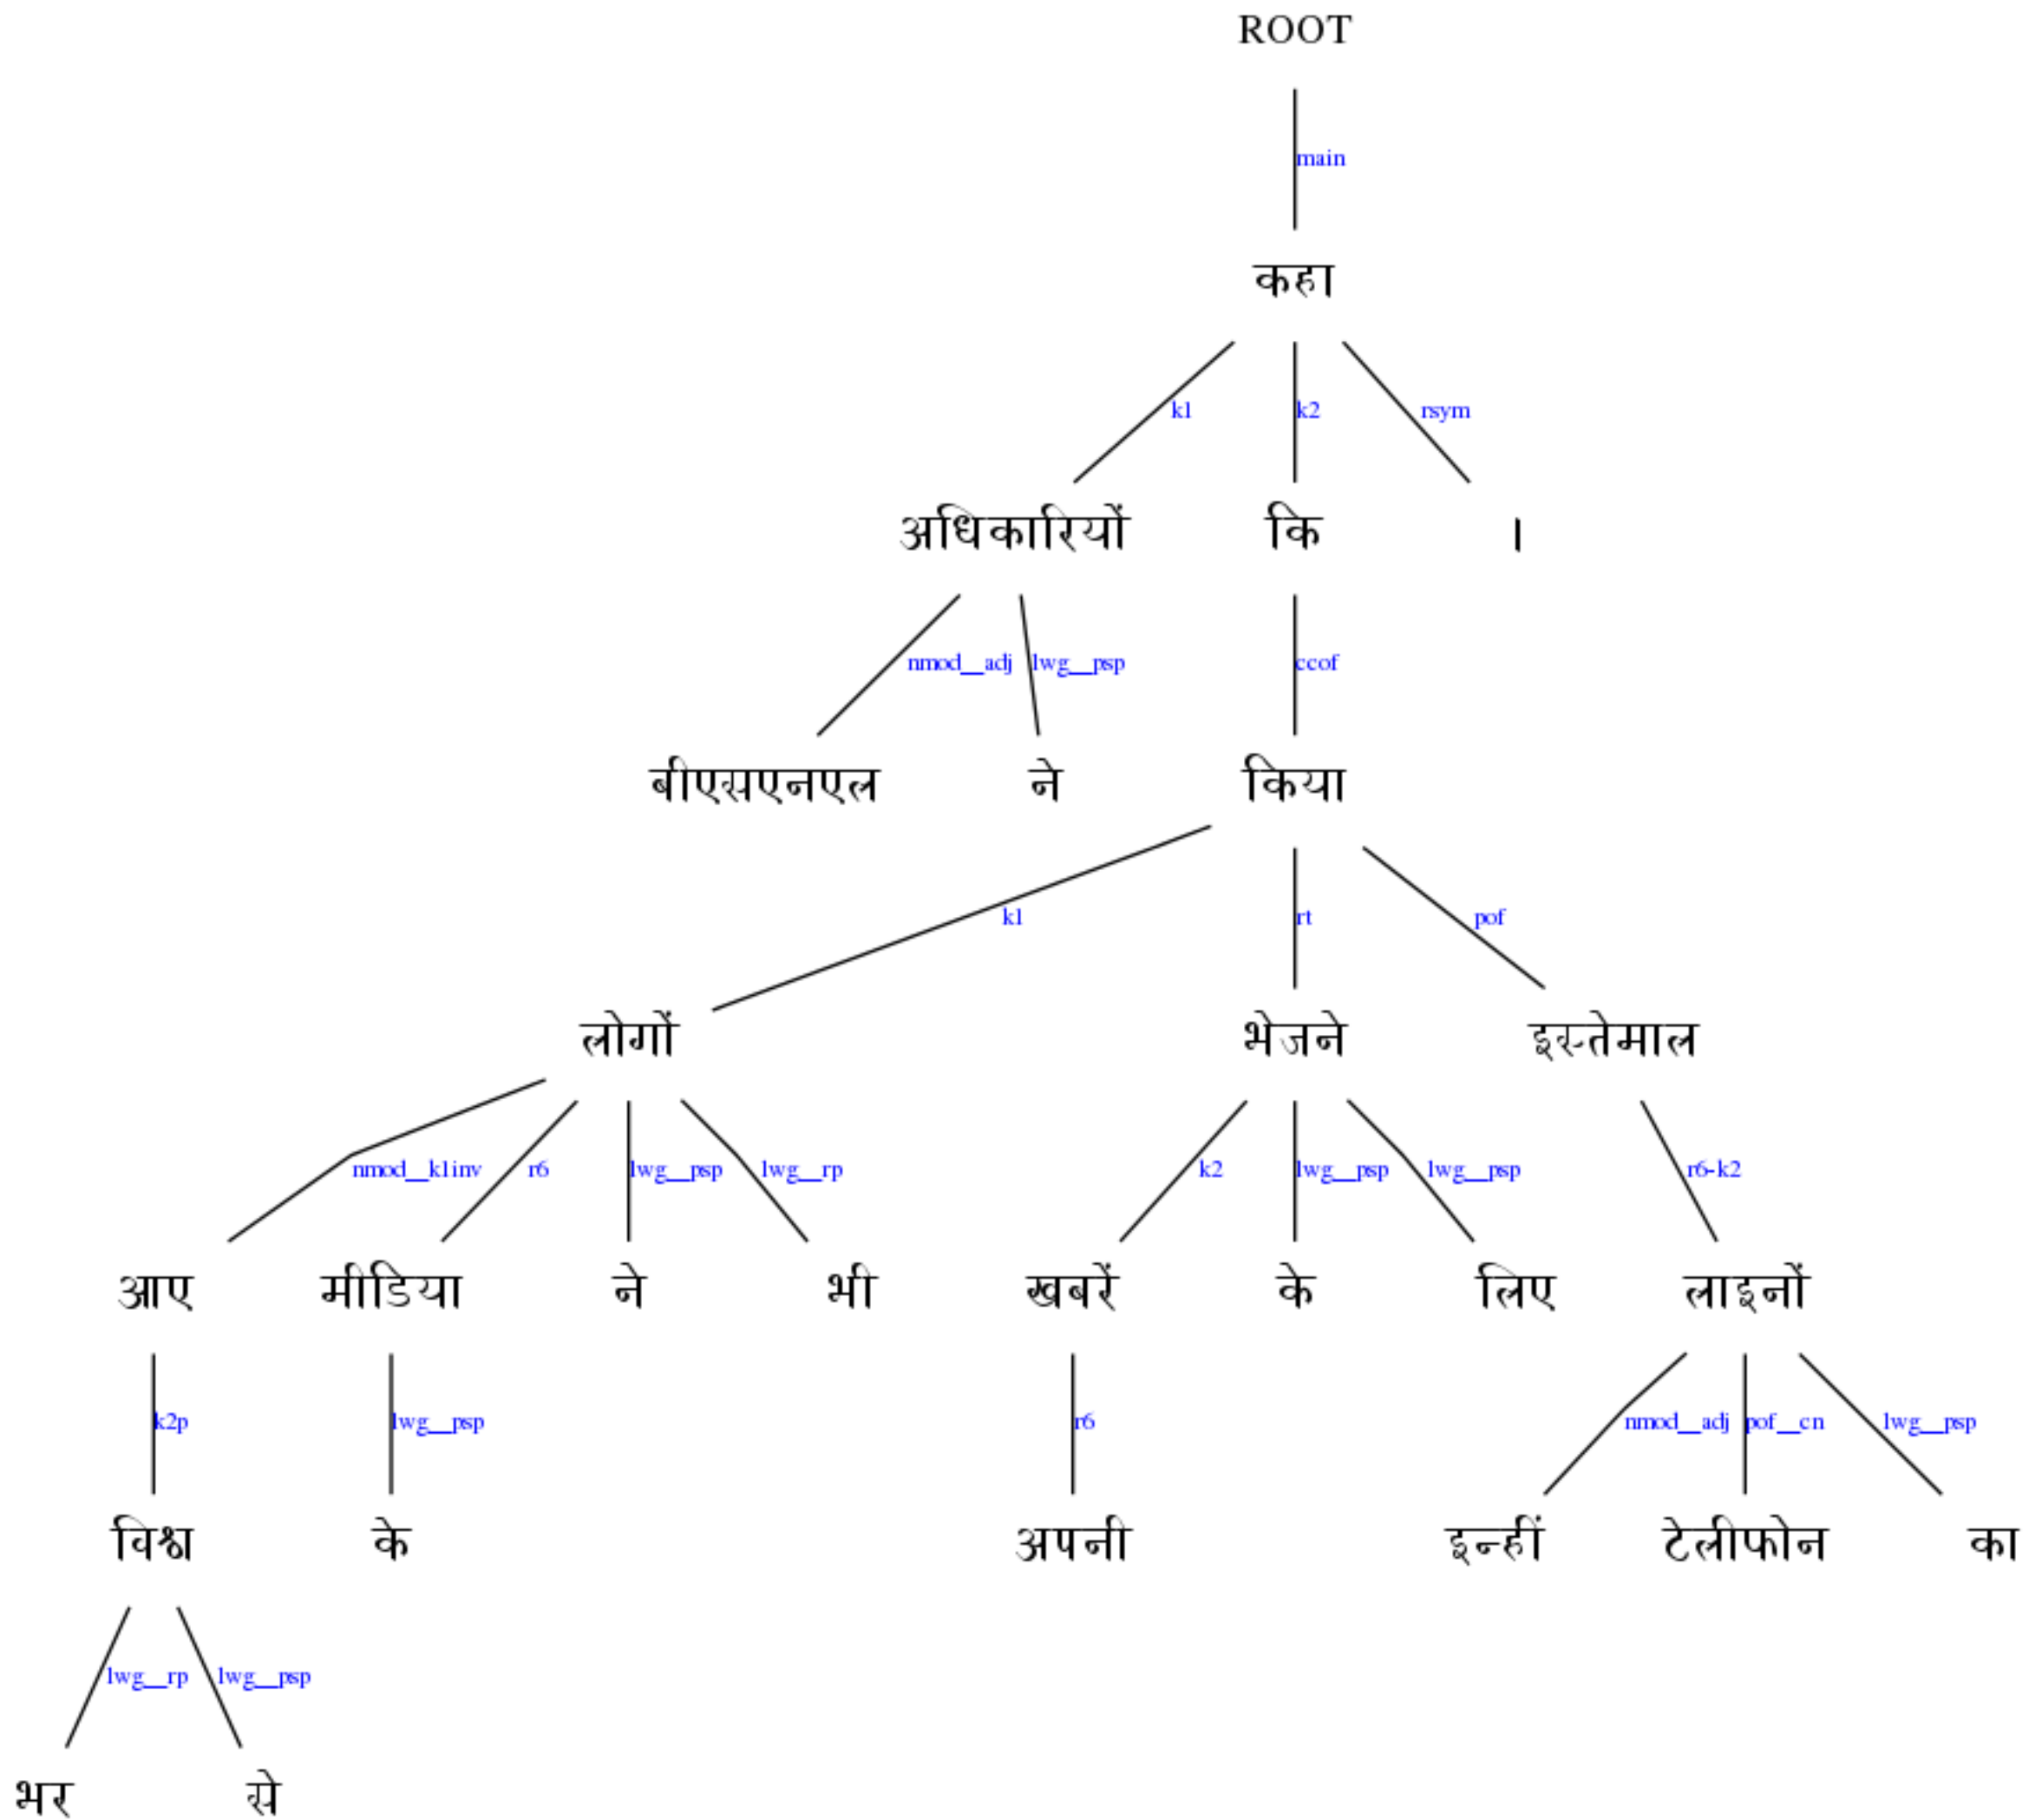 ROOT
main
कहा
k1 k2 rsym
अधिकारियों कि ।
nmod__adj lwg__psp ccof
बीएसएनएल ने किया
k1 rt pof
लोगों भेजने इस्तेमाल
nmod__k1inv r6 lwg__psp lwg__rp k2 lwg__psp lwg__psp r6-k2
आए मीडिया ने भी खबरें के लिए लाइनों
k2p lwg__psp r6 nmod__adj pof__cn lwg__psp
विश्व के अपनी इन्हीं टेलीफोन का
lwg__rp lwg__psp
भर से